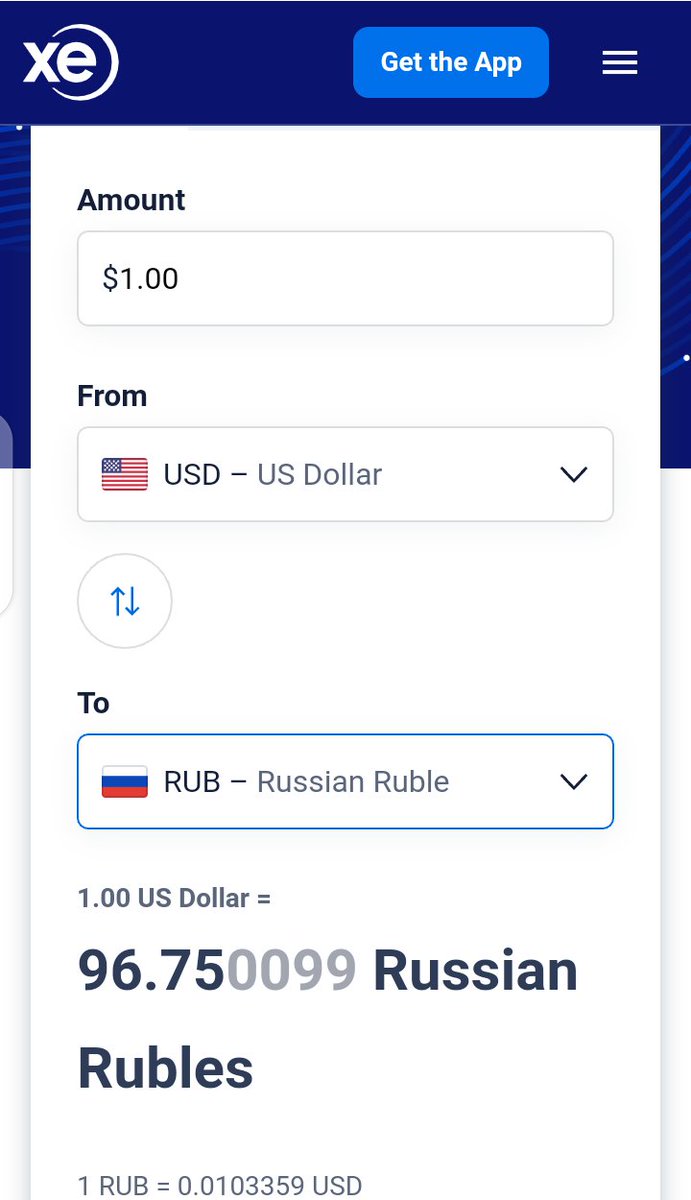 xe
Get the App
Amount
$1.00
From
USD – US Dollar
To
RUB – Russian Ruble
1.00 US Dollar =
96.750099 Russian
Rubles
1 RUB = 0.0103359 USD